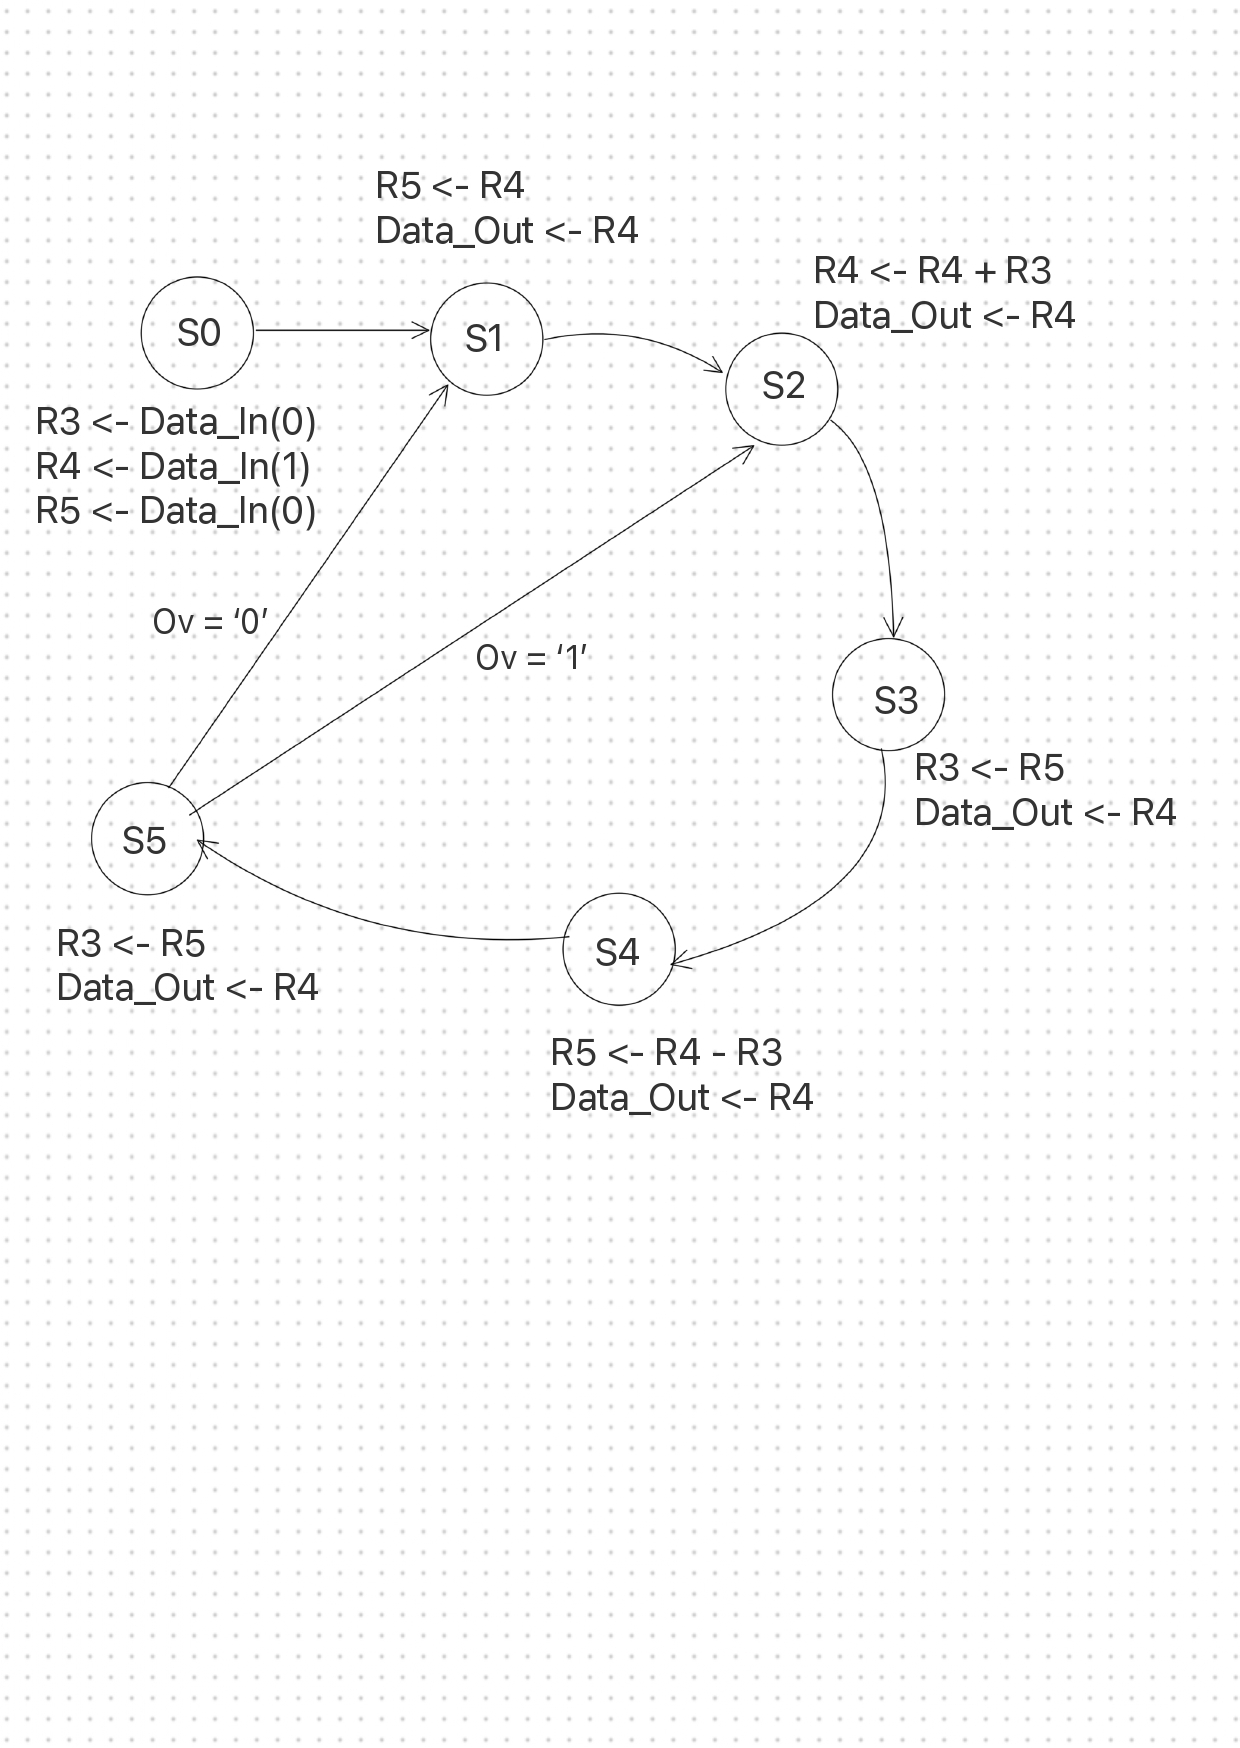 R5 <- R4
Data_Out <- R4
R4 <- R4 + R3
Data_Out <- R4
S0
S1
S2
R3 <- Data_In(0)
R4 <- Data_In(1)
R5 <- Data_In(0)
Ov = ‘0’
Ov = ‘1’
S3
R3 <- R5
Data_Out <- R4
S5
R3 <- R5
Data_Out <- R4
S4
R5 <- R4 - R3
Data_Out <- R4